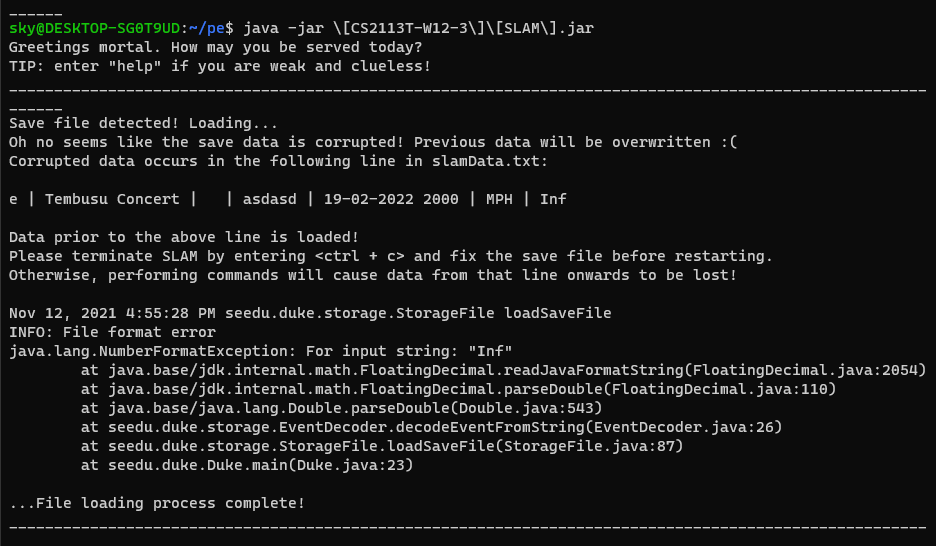 ______
sky@DESKTOP-SG0T9UD:~/pe$ java -jar \[CS2113T-W12-3\]\[SLAM\].jar
Greetings mortal. How may you be served today?
TIP: enter "help" if you are weak and clueless!
______________________________________________________________________________________________________
______
Save file detected! Loading...
Oh no seems like the save data is corrupted! Previous data will be overwritten :(
Corrupted data occurs in the following line in slamData.txt:

e | Tembusu Concert |   | asdasd | 19-02-2022 2000 | MPH | Inf

Data prior to the above line is loaded!
Please terminate SLAM by entering <ctrl + c> and fix the save file before restarting.
Otherwise, performing commands will cause data from that line onwards to be lost!

Nov 12, 2021 4:55:28 PM seedu.duke.storage.StorageFile loadSaveFile
INFO: File format error
java.lang.NumberFormatException: For input string: "Inf"
        at java.base/jdk.internal.math.FloatingDecimal.readJavaFormatString(FloatingDecimal.java:2054)
        at java.base/jdk.internal.math.FloatingDecimal.parseDouble(FloatingDecimal.java:110)
        at java.base/java.lang.Double.parseDouble(Double.java:543)
        at seedu.duke.storage.EventDecoder.decodeEventFromString(EventDecoder.java:26)
        at seedu.duke.storage.StorageFile.loadSaveFile(StorageFile.java:87)
        at seedu.duke.Duke.main(Duke.java:23)

...File loading process complete!
______________________________________________________________________________________________________